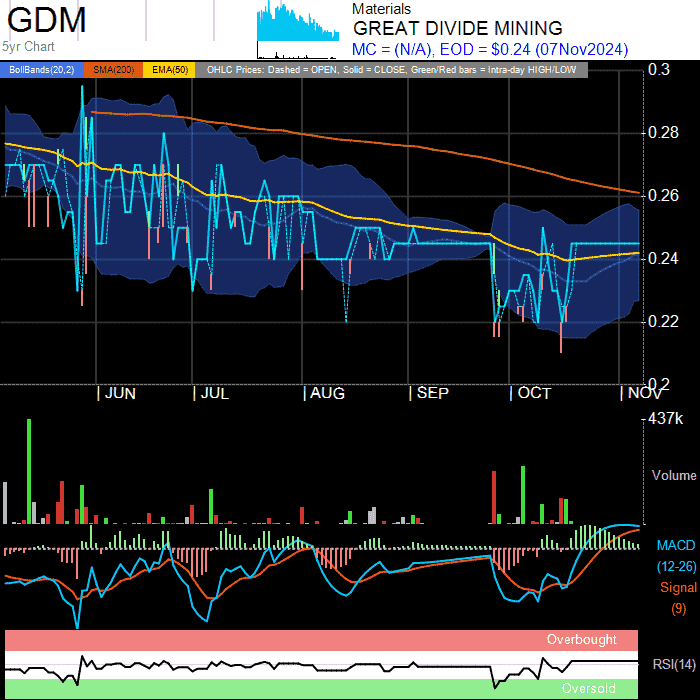 GDM
5yr Chart
Materials
GREAT DIVIDE MINING
MC = (N/A), EOD = $0.24 (07Nov2024)
BollBands(20,2) SMA(200) EMA(50) OHLC Prices: Dashed = OPEN, Solid = CLOSE, Green/Red bars = Intra-day HIGH/LOW
0.3
0.28
0.26
0.24
0.22
0.2
JUN JUL AUG SEP OCT NOV
437k
Volume
MACD
(12-26)
Signal
(9)
Overbought
RSI(14)
Oversold